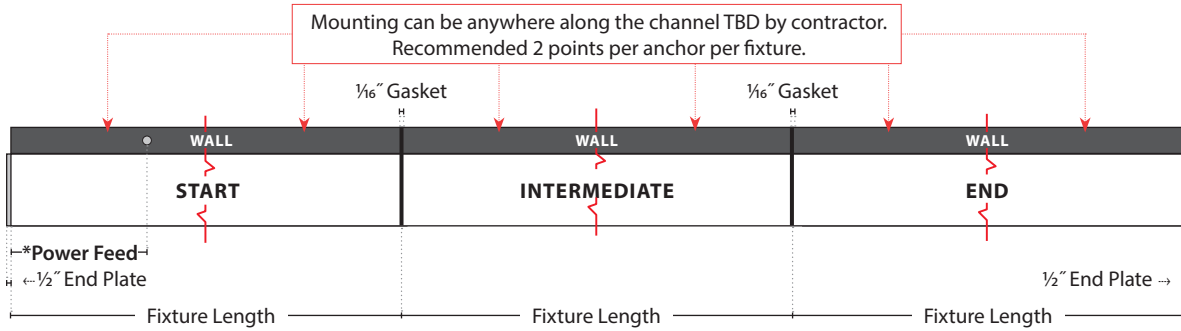 Mounting can be anywhere along the channel TBD by contractor.
Recommended 2 points per anchor per fixture.
1⁄16˝ Gasket
1⁄16˝ Gasket
WALL
WALL
WALL
START
INTERMEDIATE
END
*Power Feed
½˝ End Plate
½˝ End Plate
Fixture Length
Fixture Length
Fixture Length